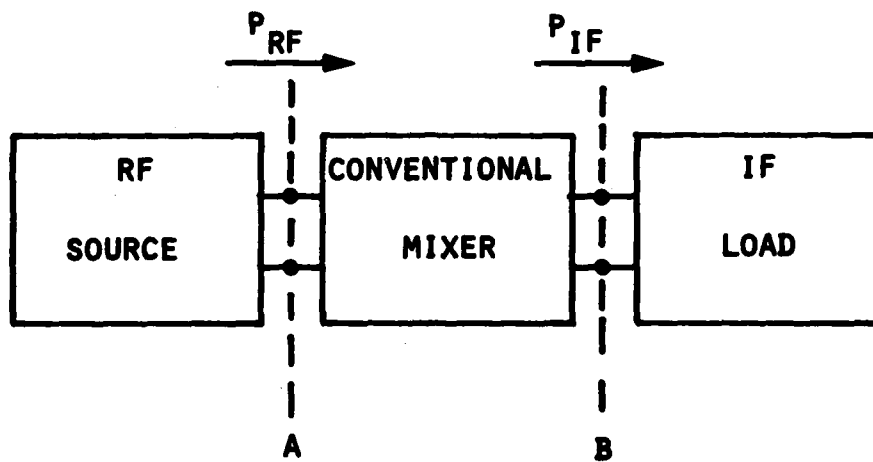 P_RF
P_IF
RF
SOURCE
CONVENTIONAL
MIXER
IF
LOAD
A
B